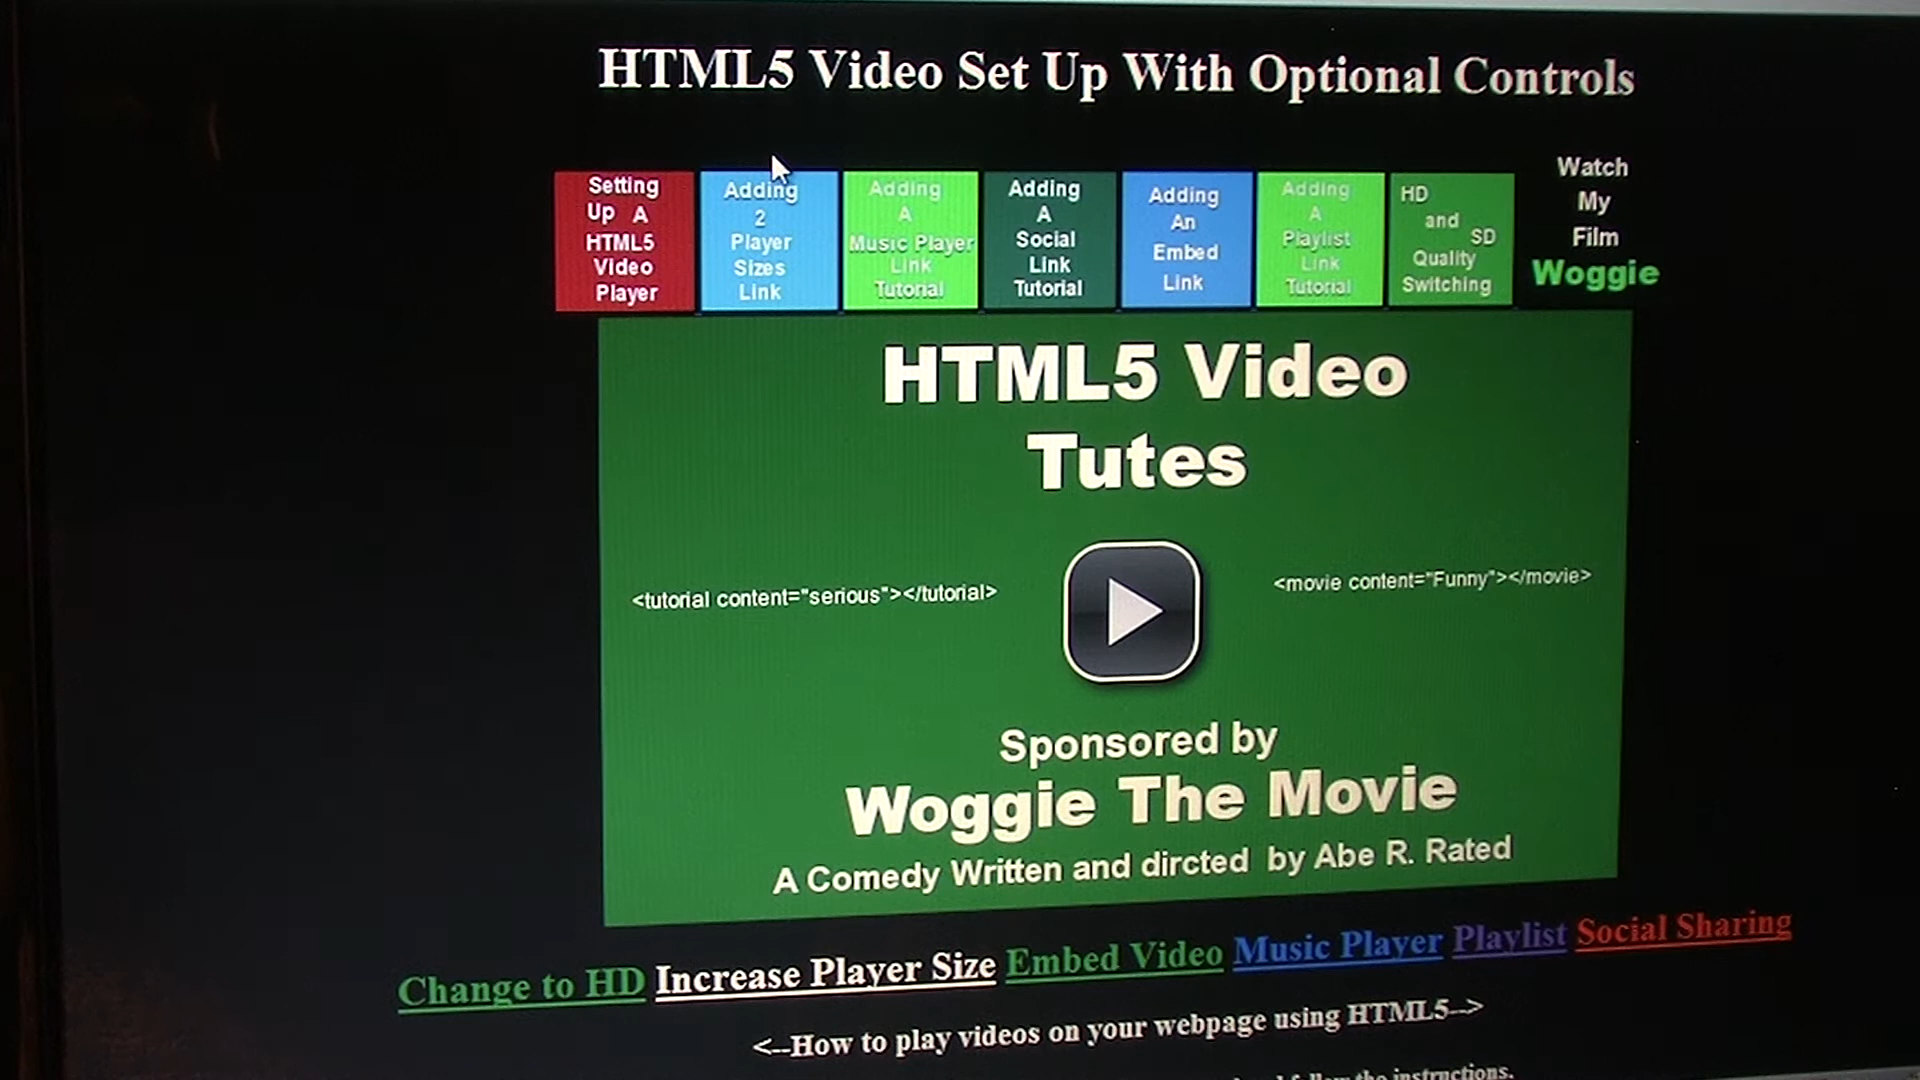 HTML5 Video Set Up With Optional Controls
Setting
Up A
HTML5
Video
Player
Adding
2
Player
Sizes
Link
Adding
A
Music Player
Link
Tutorial
Adding
A
Social
Link
Tutorial
Adding
An
Embed
Link
Adding
A
Playlist
Link
Tutorial
HD
and
SD
Quality
Switching
Watch
My
Film
Woggie
HTML5 Video
Tutes
<tutorial content="serious"></tutorial>
<movie content="Funny"></movie>
Sponsored by
Woggie The Movie
A Comedy Written and dircted by Abe R. Rated
Change to HD Increase Player Size Embed Video Music Player Playlist Social Sharing
<--How to play videos on your webpage using HTML5-->
follow the instructions.